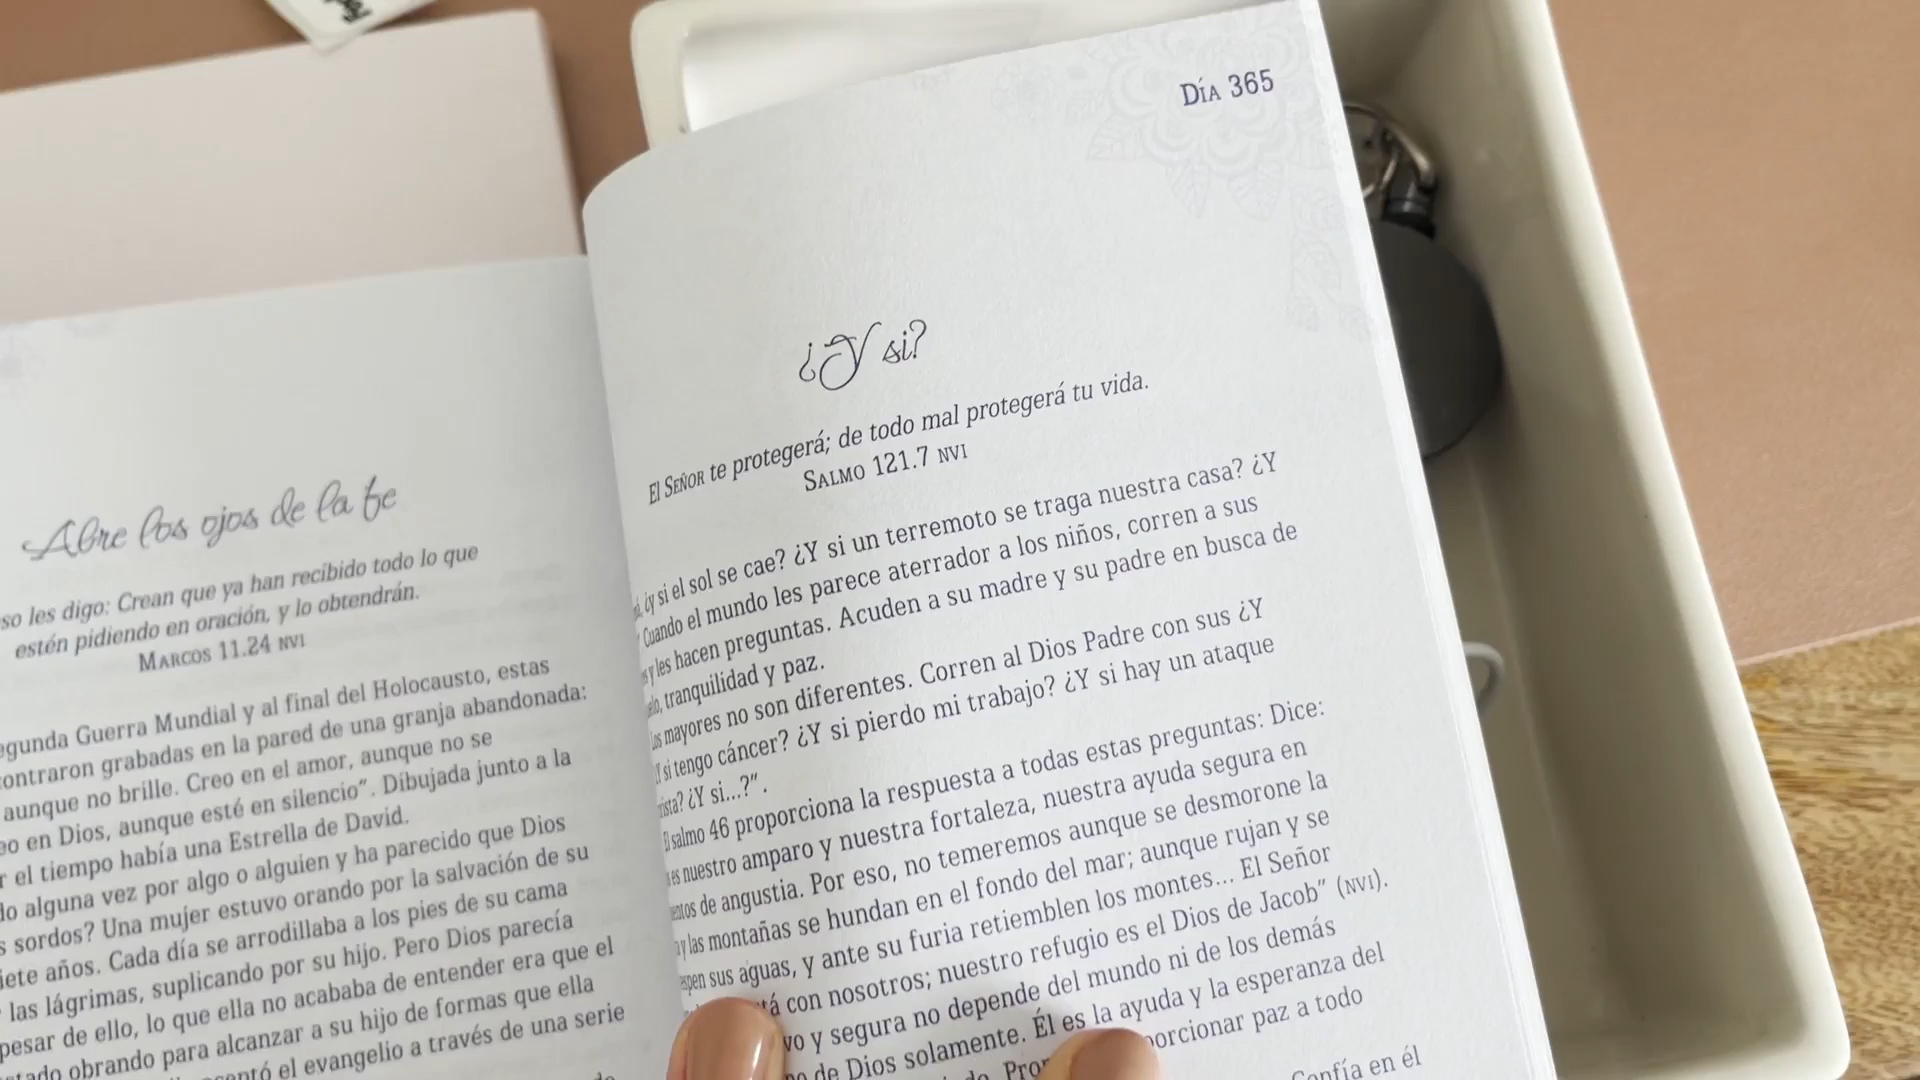 Abre los ojos de la fe
so les digo: Crean que ya han recibido todo lo que
estén pidiendo en oración, y lo obtendrán.
Marcos 11.24 NVI
Guerra Mundial y al final del Holocausto, estas
grabadas en la pared de una granja abandonada:
aunque no brille. Creo en el amor, aunque no se
en Dios, aunque esté en silencio”. Dibujada junto a la
el tiempo había una Estrella de David.
alguna vez por algo o alguien y ha parecido que Dios
sordos? Una mujer estuvo orando por la salvación de su
años. Cada día se arrodillaba a los pies de su cama
las lágrimas, suplicando por su hijo. Pero Dios parecía
pesar de ello, lo que ella no acababa de entender era que el
obrando para alcanzar a su hijo de formas que ella
el evangelio a través de una serie
de
Día 365
¿Y si?
El Señor te protegerá; de todo mal protegerá tu vida.
Salmo 121.7 NVI
¿y si el sol se cae? ¿Y si un terremoto se traga nuestra casa? ¿Y
Cuando el mundo les parece aterrador a los niños, corren a sus
y les hacen preguntas. Acuden a su madre y su padre en busca de
tranquilidad y paz.
Los mayores no son diferentes. Corren al Dios Padre con sus ¿Y
si tengo cáncer? ¿Y si pierdo mi trabajo? ¿Y si hay un ataque
¿Y si...?”.
El salmo 46 proporciona la respuesta a todas estas preguntas: Dice:
es nuestro amparo y nuestra fortaleza, nuestra ayuda segura en
de angustia. Por eso, no temeremos aunque se desmorone la
y las montañas se hundan en el fondo del mar; aunque rujan y se
sus aguas, y ante su furia retiemblen los montes... El Señor
con nosotros; nuestro refugio es el Dios de Jacob” (NVI).
y segura no depende del mundo ni de los demás
de Dios solamente. Él es la ayuda y la esperanza del
paz a todo
Confía en él